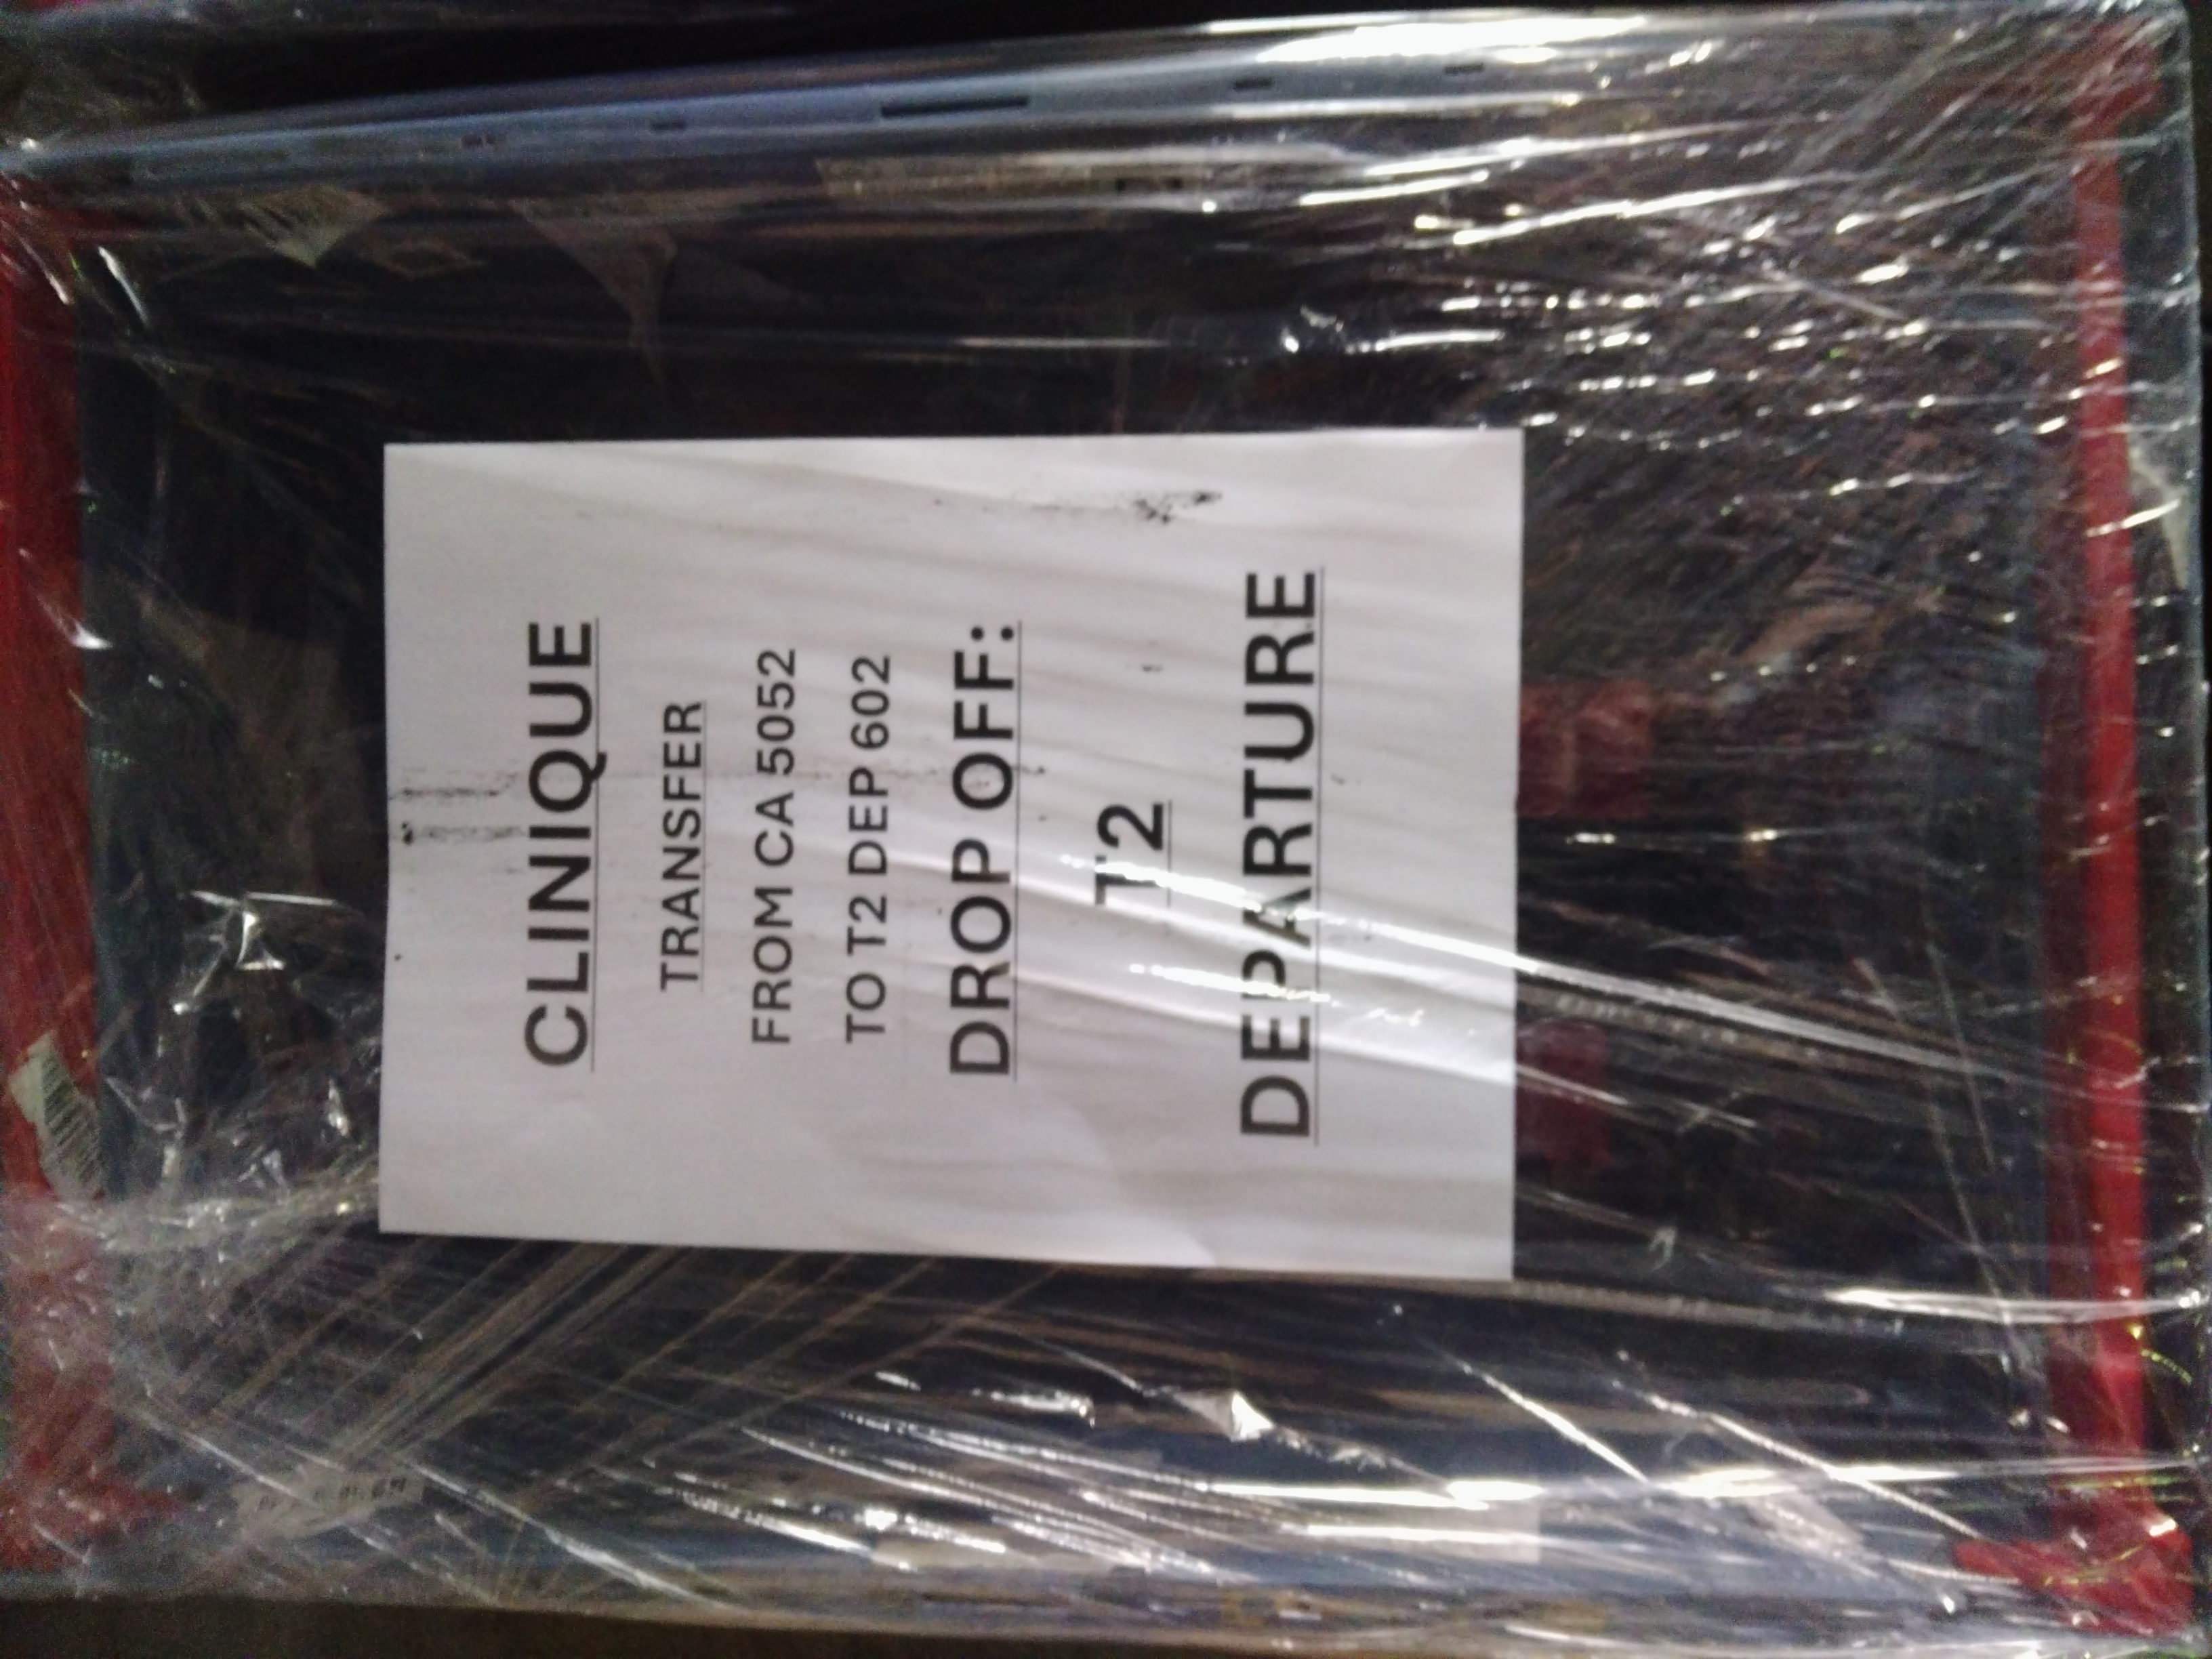 CLINIQUE
TRANSFER
FROM CA 5052
TO T2 DEP 602
DROP OFF:
T2
DEPARTURE